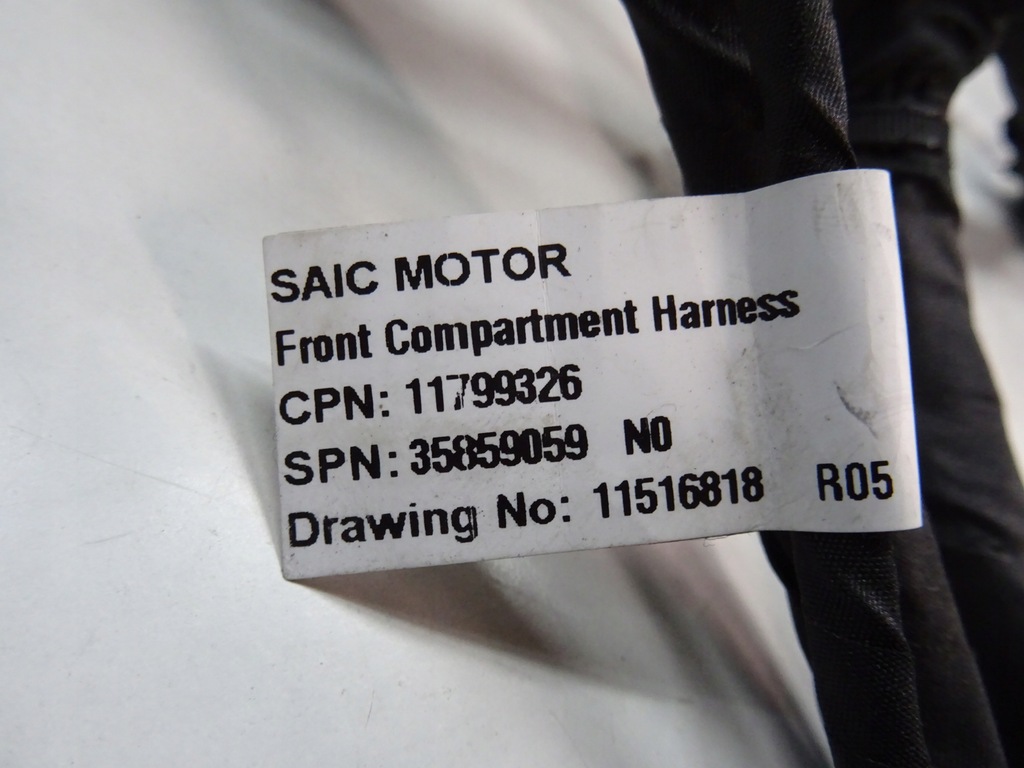 SAIC MOTOR
Front Compartment Harness
CPN: 11799326
SPN: 35859059 N0
Drawing No: 11516818 R05